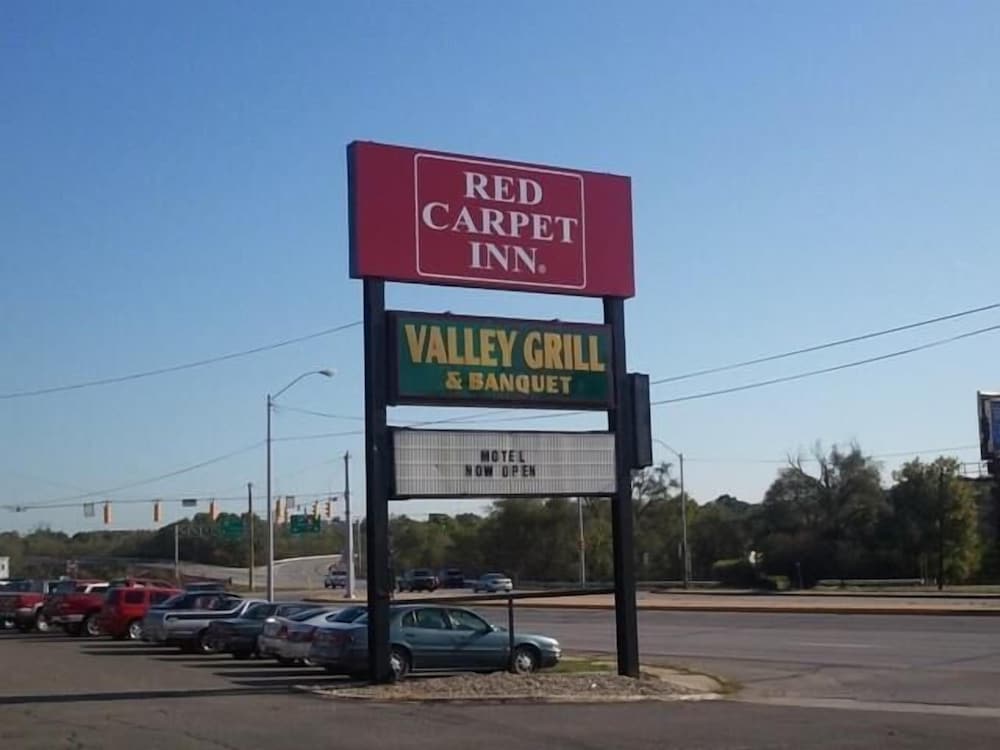 RED
CARPET
INN®
VALLEY GRILL
& BANQUET
MOTEL
NOW OPEN